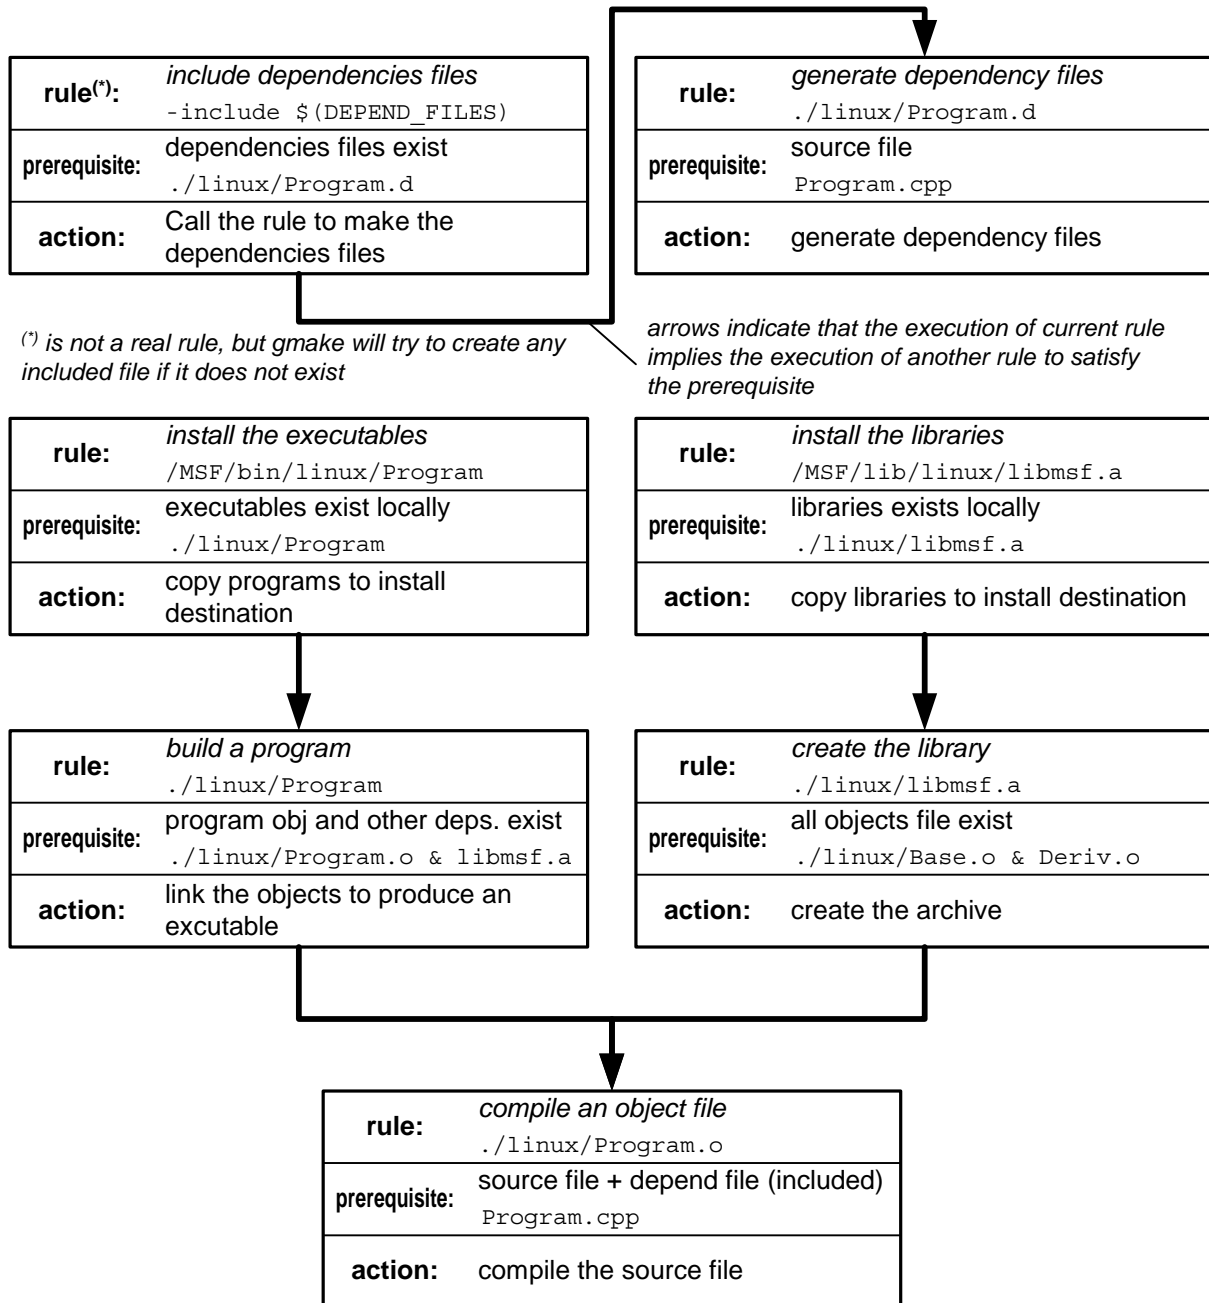 rule(*): include dependencies files
-include $(DEPEND_FILES)
prerequisite: dependencies files exist
./linux/Program.d
action: Call the rule to make the
dependencies files
rule: generate dependency files
./linux/Program.d
prerequisite: source file
Program.cpp
action: generate dependency files
(*) is not a real rule, but gmake will try to create any
included file if it does not exist
arrows indicate that the execution of current rule
implies the execution of another rule to satisfy
the prerequisite
rule: install the executables
/MSF/bin/linux/Program
prerequisite: executables exist locally
./linux/Program
action: copy programs to install
destination
rule: install the libraries
/MSF/lib/linux/libmsf.a
prerequisite: libraries exists locally
./linux/libmsf.a
action: copy libraries to install destination
rule: build a program
./linux/Program
prerequisite: program obj and other deps. exist
./linux/Program.o & libmsf.a
action: link the objects to produce an
excutable
rule: create the library
./linux/libmsf.a
prerequisite: all objects file exist
./linux/Base.o & Deriv.o
action: create the archive
rule: compile an object file
./linux/Program.o
prerequisite: source file + depend file (included)
Program.cpp
action: compile the source file